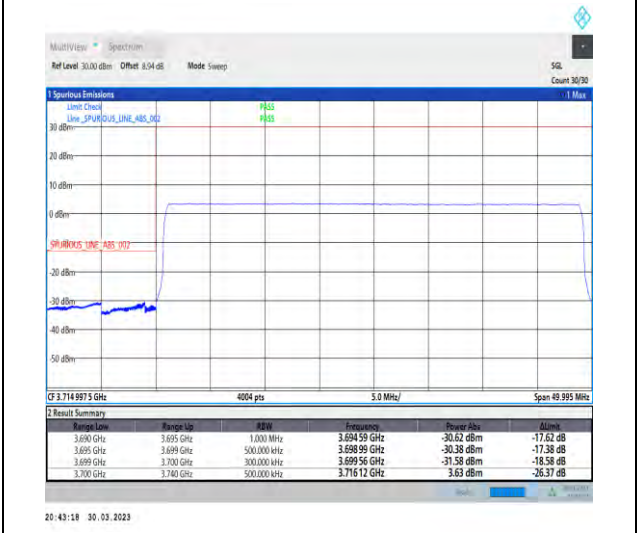 MultiView Spectrum
Ref Level 30.00 dBm Offset 8.94 dB Mode Sweep SGL
Count 30/30
1 Spurious Emissions 1 Max
Limit Check PASS
Line _SPURIOUS_LINE_ABS_002 PASS
30 dBm
20 dBm
10 dBm
0 dBm
SPURIOUS_LINE_ABS_002
-20 dBm
-30 dBm
-40 dBm
-50 dBm
CF 3.714 997 5 GHz 4004 pts 5.0 MHz/ Span 49.995 MHz
2 Result Summary
Range Low Range Up RBW Frequency Power Abs ΔLimit
3.690 GHz 3.695 GHz 1.000 MHz 3.694 59 GHz -30.62 dBm -17.62 dB
3.695 GHz 3.699 GHz 500.000 kHz 3.698 99 GHz -30.38 dBm -17.38 dB
3.699 GHz 3.700 GHz 300.000 kHz 3.699 56 GHz -31.58 dBm -18.58 dB
3.700 GHz 3.740 GHz 500.000 kHz 3.716 12 GHz 3.63 dBm -26.37 dB
20:43:18 30.03.2023